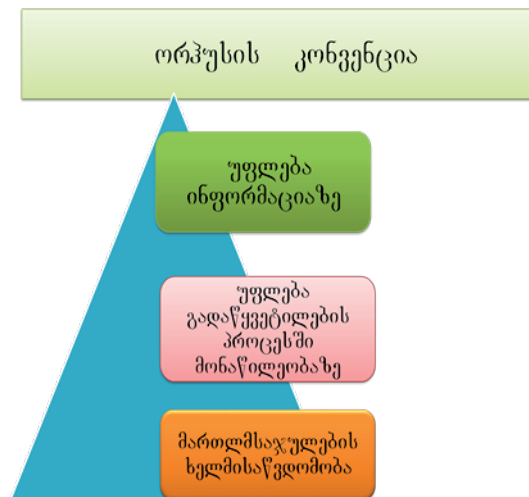 ორჰუსის კონვენცია
უფლება
ინფორმაციაზე
უფლება
გადაწყვეტილების
პროცესში
მონაწილეობაზე
მართლმსაჯულების
ხელმისაწვდომობა